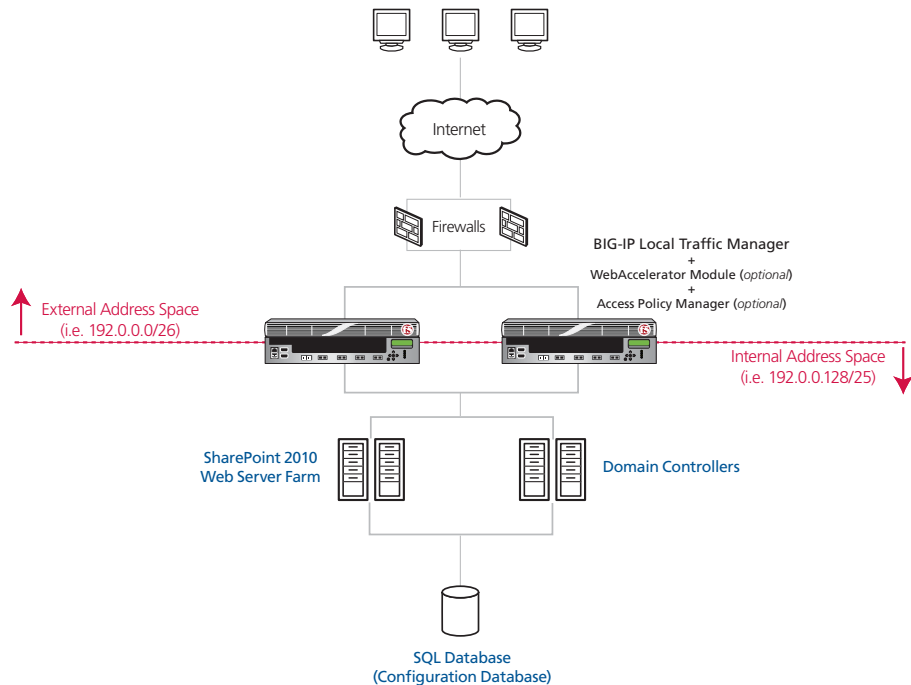 Internet
Firewalls
BIG-IP Local Traffic Manager
+
WebAccelerator Module (optional)
+
Access Policy Manager (optional)
External Address Space
(i.e. 192.0.0.0/26)
f5
f5
Internal Address Space
(i.e. 192.0.0.128/25)
SharePoint 2010
Web Server Farm
Domain Controllers
SQL Database
(Configuration Database)